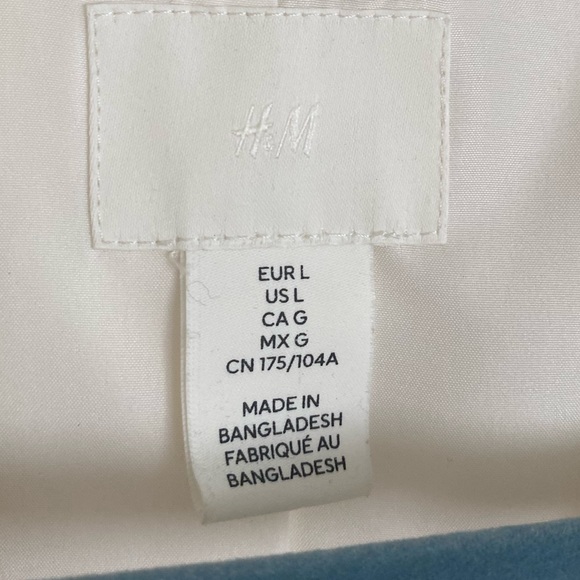 H&M
EUR L
US L
CA G
MX G
CN 175/104A
MADE IN
BANGLADESH
FABRIQUÉ AU
BANGLADESH